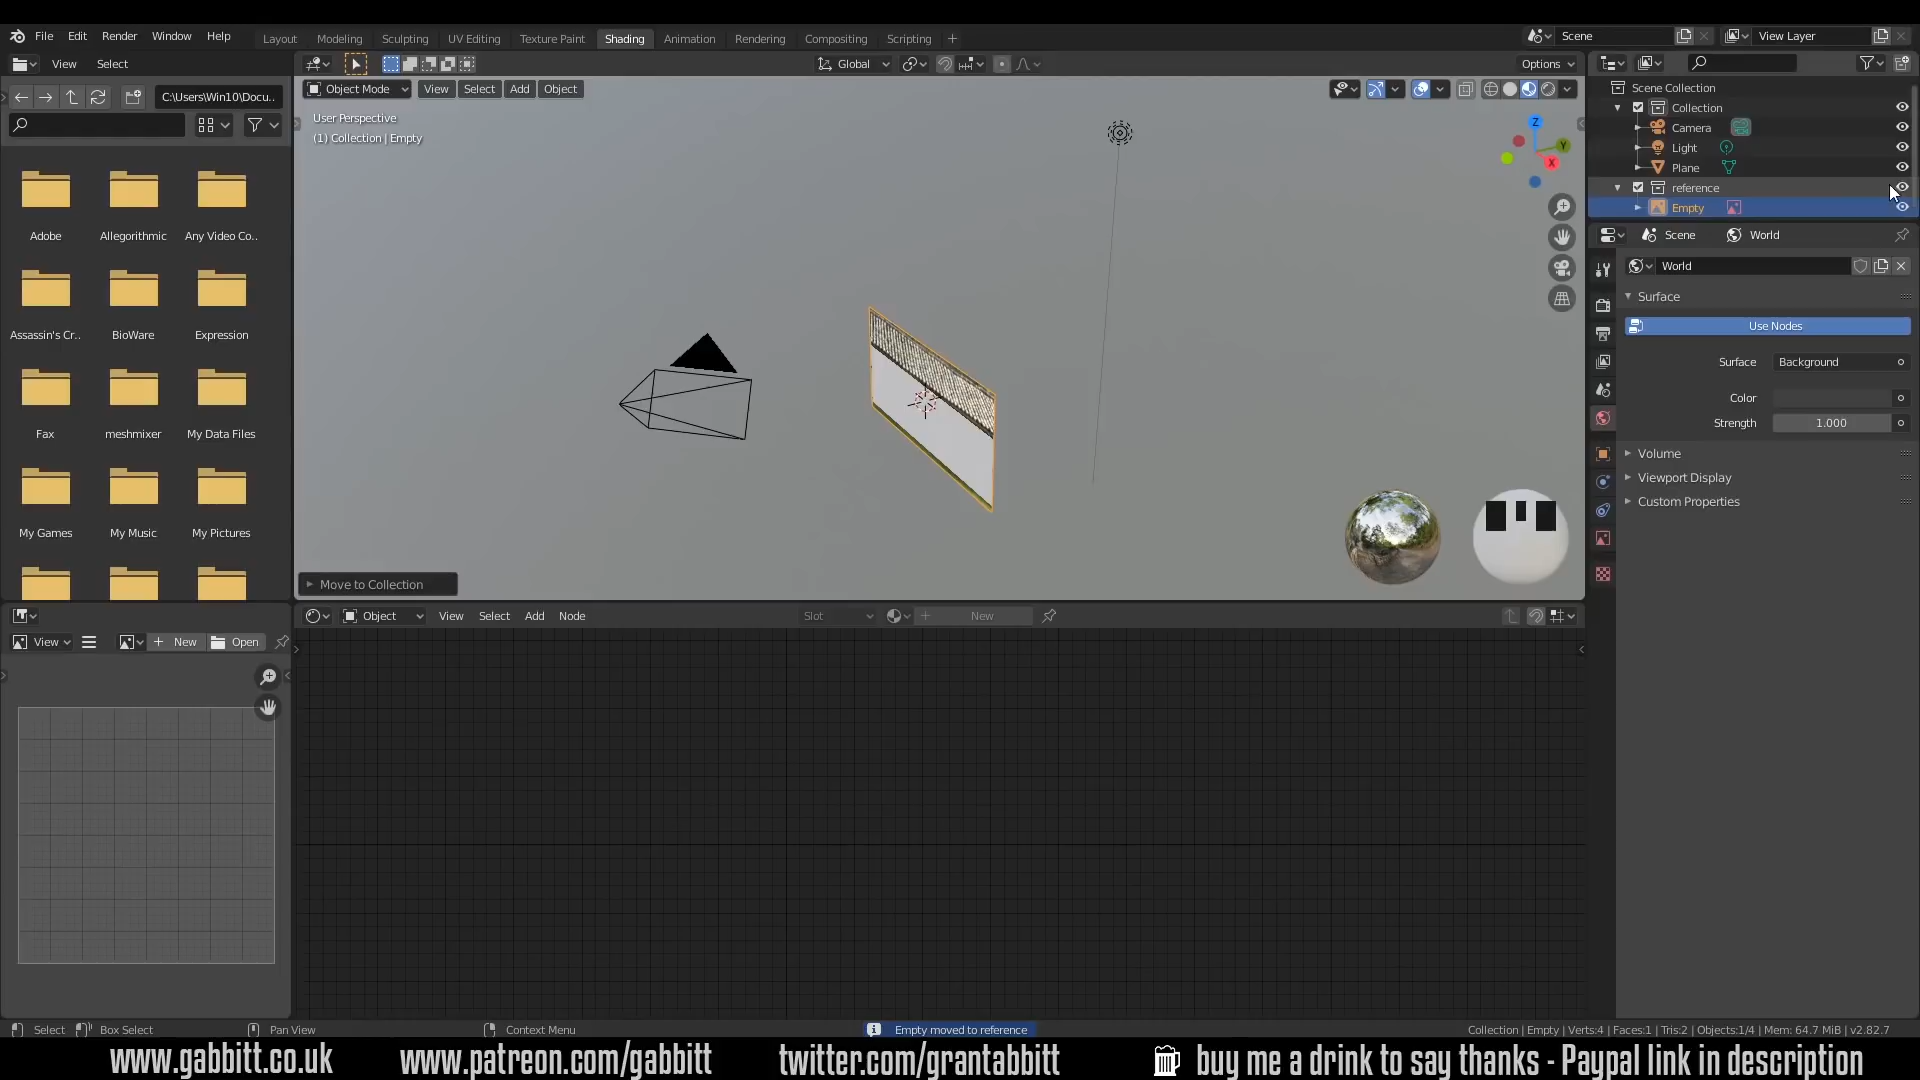 File Edit Render Window Help
Layout Modeling Sculpting UV Editing Texture Paint Shading Animation Rendering Compositing Scripting +
Scene
View Layer
View Select
Global
Options
C:\Users\Win10\Docu..
Object Mode View Select Add Object
User Perspective
(1) Collection | Empty
Z
Y
X
Scene Collection
Collection
Camera
Light
Plane
reference
Empty
Scene World
World
Surface
Use Nodes
Surface Background
Color
Strength 1.000
Volume
Viewport Display
Custom Properties
Adobe Allegorithmic Any Video Co..
Assassin's Cr.. BioWare Expression
Fax meshmixer My Data Files
My Games My Music My Pictures
Move to Collection
Object View Select Add Node
Slot
New
View
New
Open
Select Box Select Pan View Context Menu
Empty moved to reference
Collection | Empty | Verts:4 | Faces:1 | Tris:2 | Objects:1/4 | Mem: 64.7 MiB | v2.82.7
www.gabbitt.co.uk www.patreon.com/gabbitt twitter.com/grantabbitt buy me a drink to say thanks - Paypal link in description